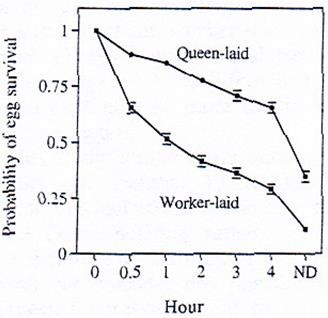 Probability of egg survival
1
0.75
0.5
0.25
0
Queen-laid
Worker-laid
0 0.5 1 2 3 4 ND
Hour